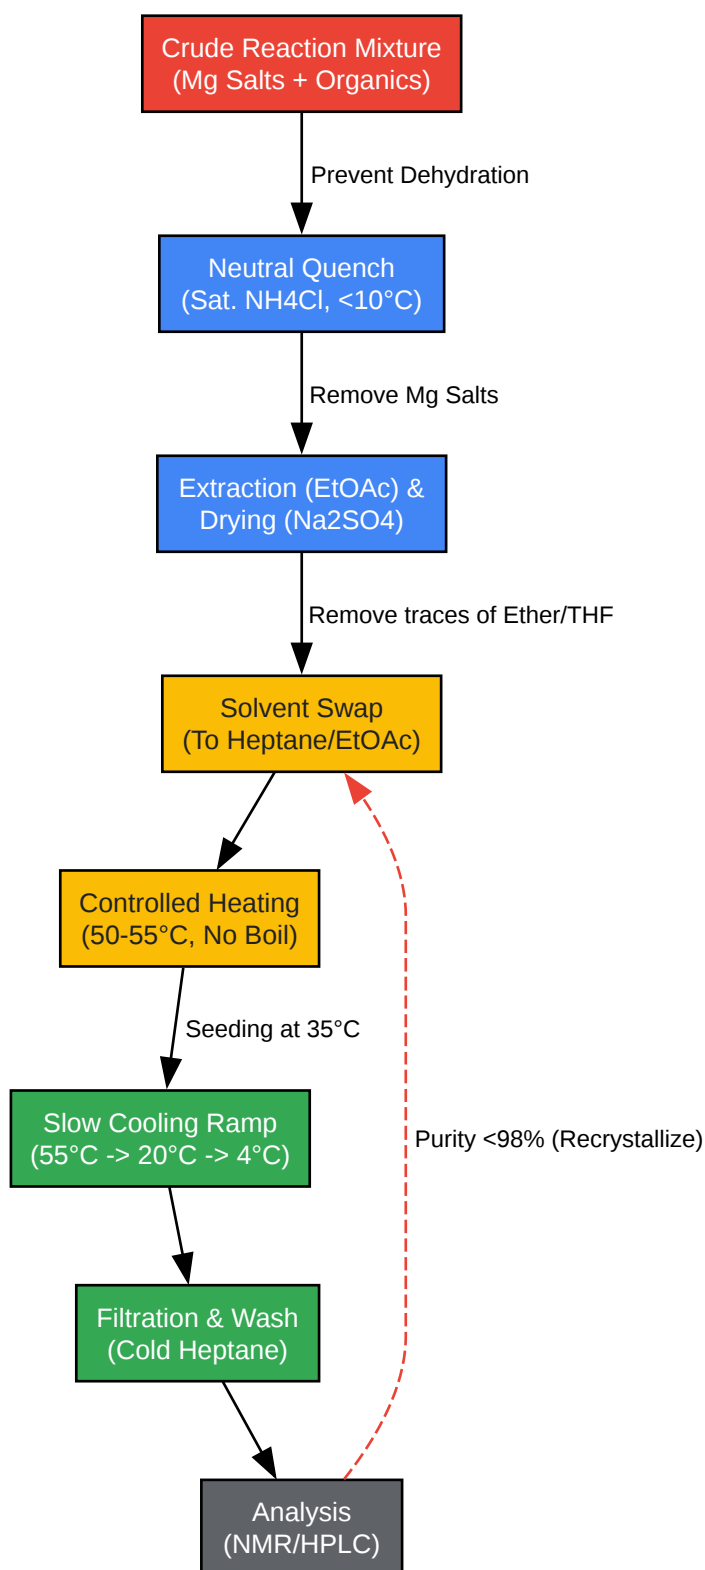 Crude Reaction Mixture
(Mg Salts + Organics)
Prevent Dehydration
Neutral Quench
(Sat. NH4Cl, <10°C)
Remove Mg Salts
Extraction (EtOAc) &
Drying (Na2SO4)
Remove traces of Ether/THF
Solvent Swap
(To Heptane/EtOAc)
Controlled Heating
(50-55°C, No Boil)
Seeding at 35°C
Slow Cooling Ramp
(55°C -> 20°C -> 4°C)
Purity <98% (Recrystallize)
Filtration & Wash
(Cold Heptane)
Analysis
(NMR/HPLC)